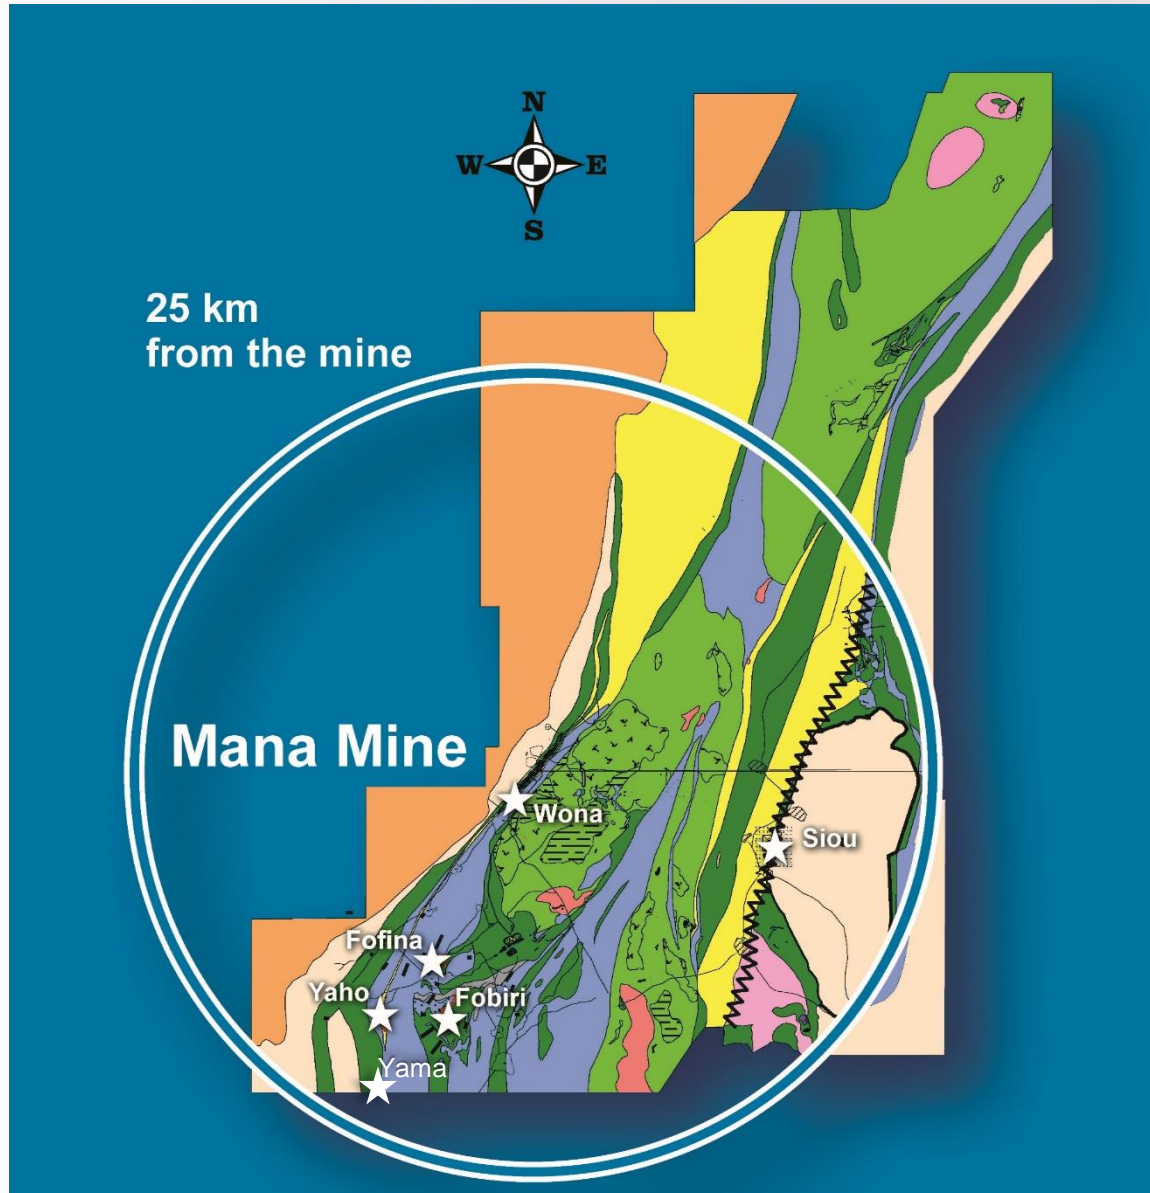 N
W E
S
25 km
from the mine
Mana Mine
Wona
Siou
Fofina
Yaho
Fobiri
Yama